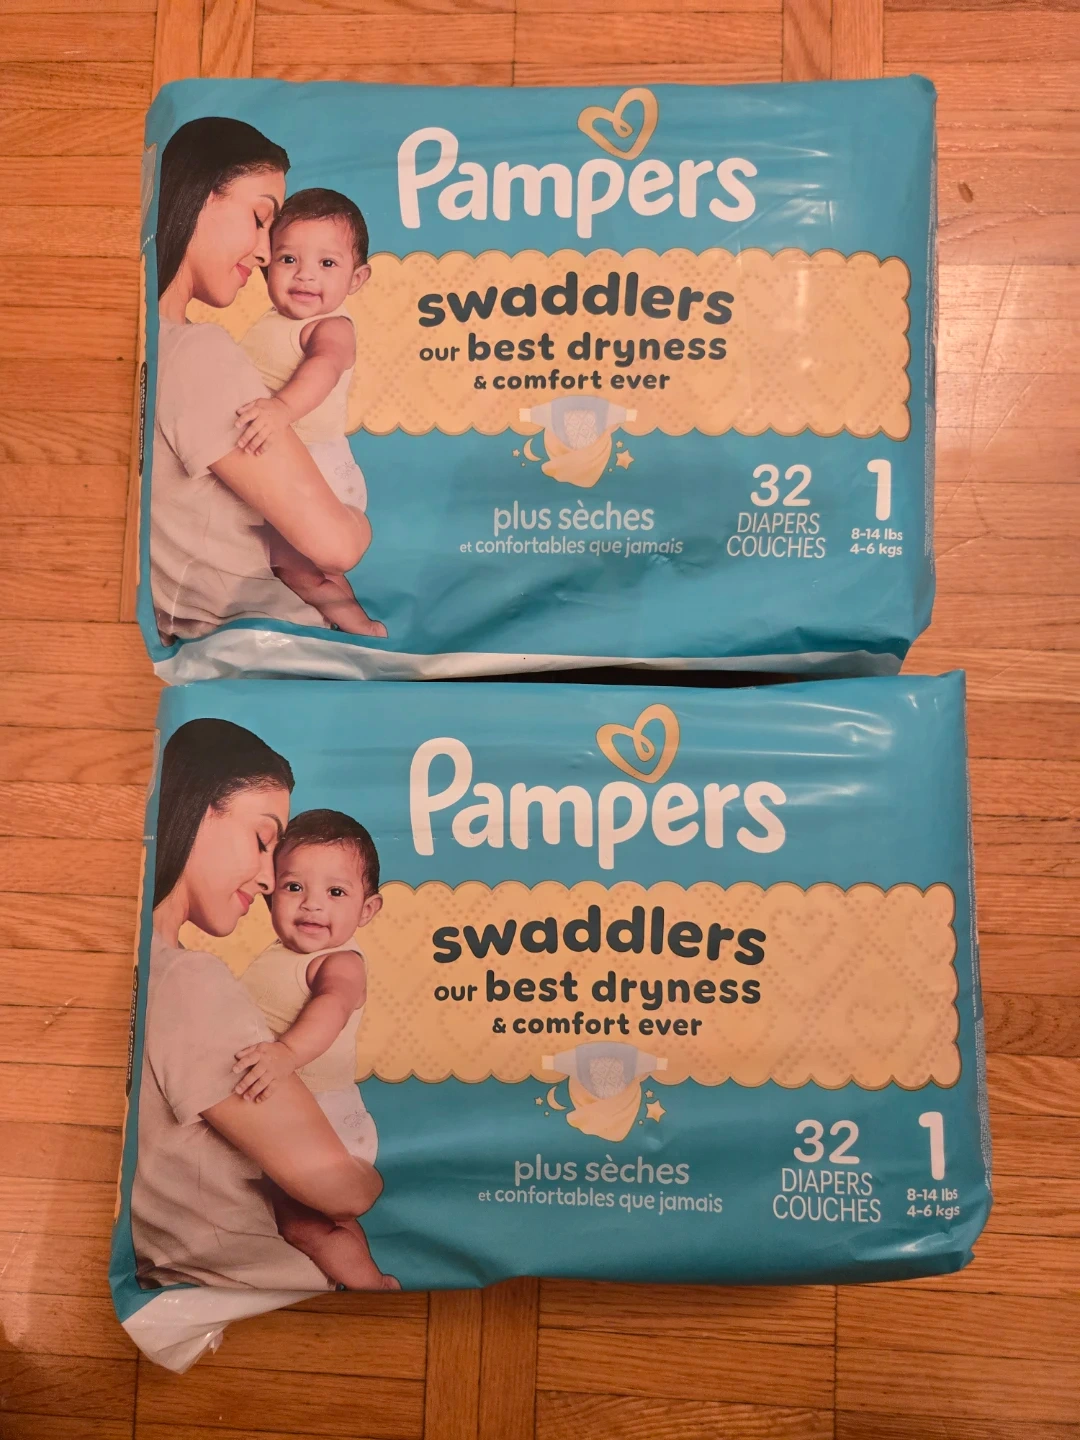 Pampers
swaddlers
our best dryness
& comfort ever
plus sèches
et confortables que jamais
32
DIAPERS
COUCHES
1
8-14 lbs
4-6 kgs
Pampers
swaddlers
our best dryness
& comfort ever
plus sèches
et confortables que jamais
32
DIAPERS
COUCHES
1
8-14 lbs
4-6 kgs